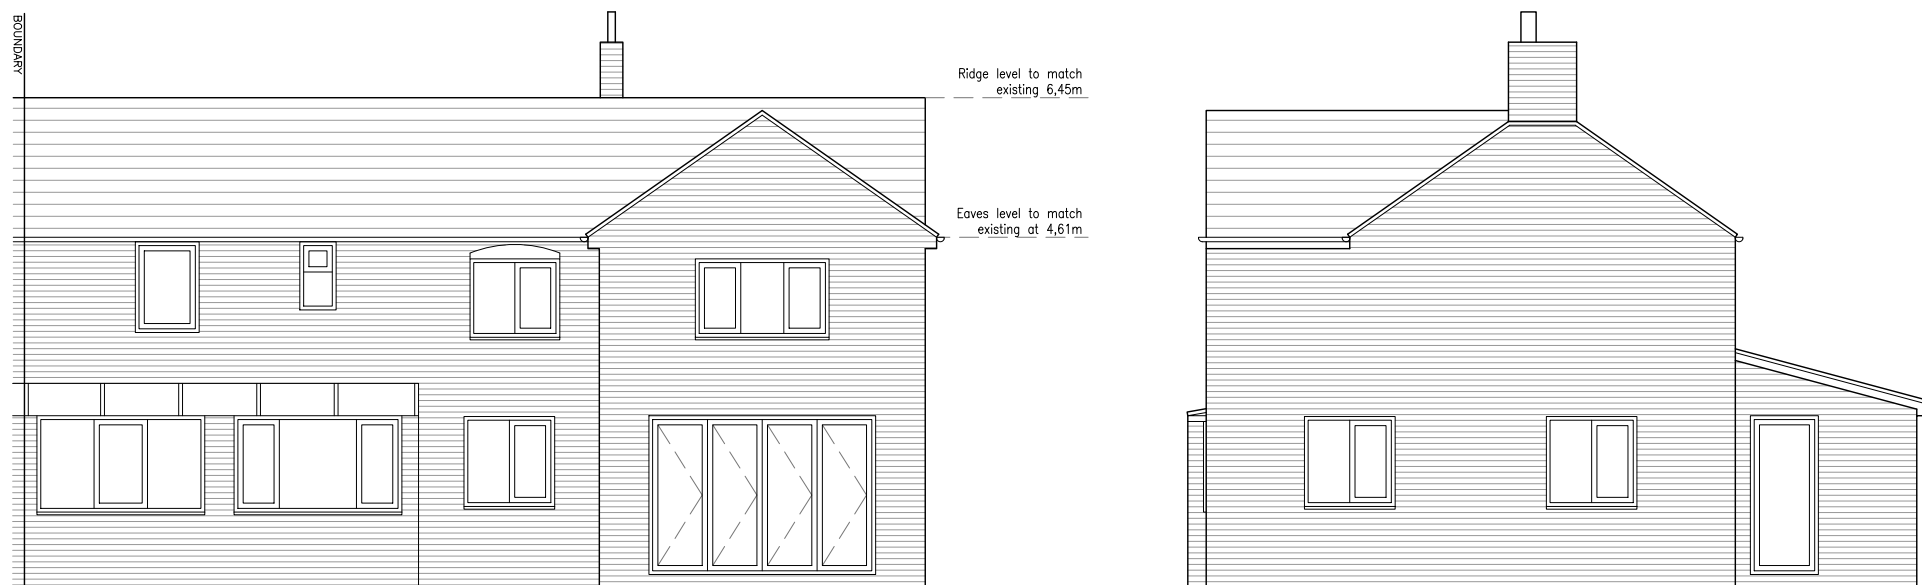 BOUNDARY
Ridge level to match
existing 6,45m
Eaves level to match
existing at 4,61m